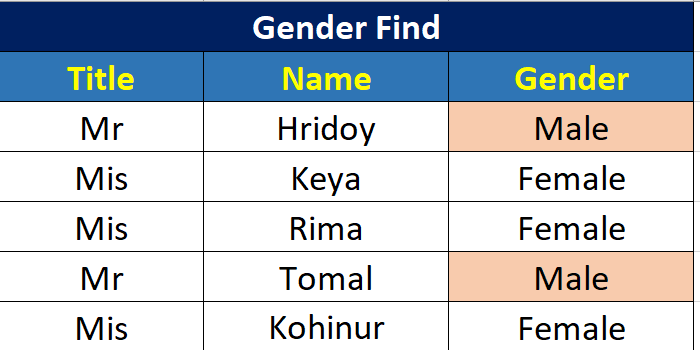 Gender Find
Title Name Gender
Mr Hridoy Male
Mis Keya Female
Mis Rima Female
Mr Tomal Male
Mis Kohinur Female